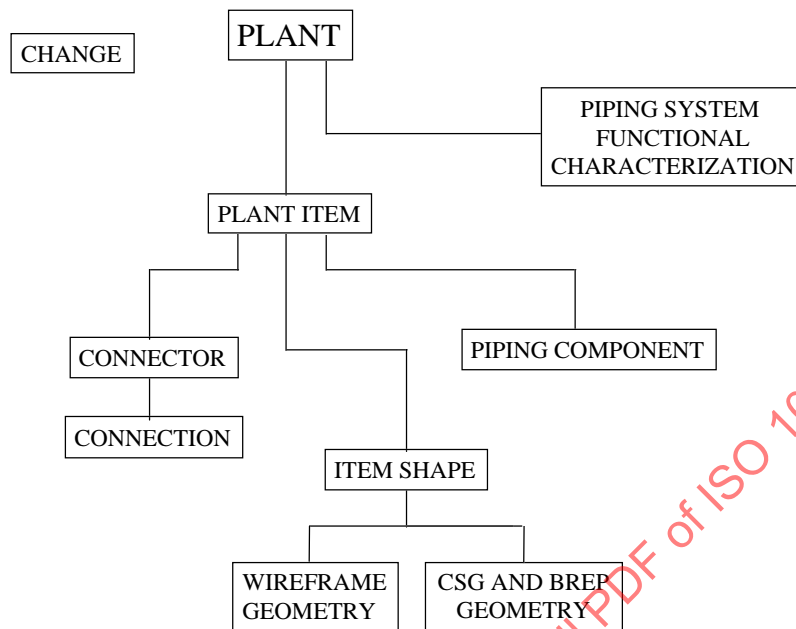 PLANT
CHANGE
PIPING SYSTEM
FUNCTIONAL
CHARACTERIZATION
PLANT ITEM
CONNECTOR
PIPING COMPONENT
CONNECTION
ITEM SHAPE
WIREFRAME
GEOMETRY
CSG AND BREP
GEOMETRY
PDF of ISO 10